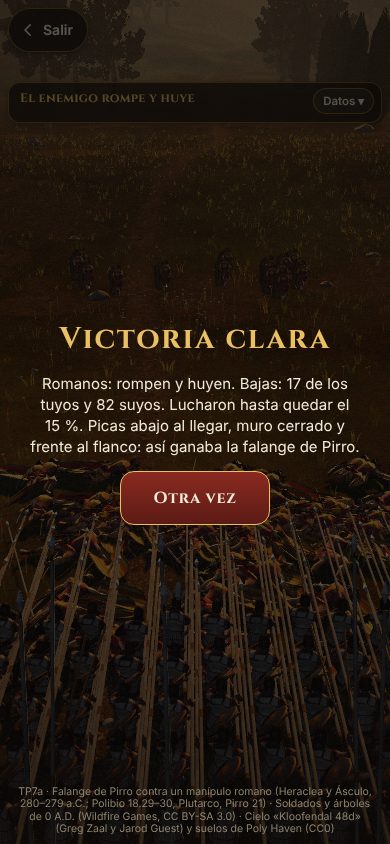 Salir
El enemigo rompe y huye
Datos ▾
Victoria clara
Romanos: rompen y huyen. Bajas: 17 de los
tuyos y 82 suyos. Lucharon hasta quedar el
15 %. Picas abajo al llegar, muro cerrado y
frente al flanco: así ganaba la falange de Pirro.
Otra vez
TP7a · Falange de Pirro contra un manípulo romano (Heraclea y Ásculo,
280–279 a.C.; Polibio 18.29–30, Plutarco, Pirro 21) · Soldados y árboles
de 0 A.D. (Wildfire Games, CC BY-SA 3.0) · Cielo «Kloofendal 48d»
(Greg Zaal y Jarod Guest) y suelos de Poly Haven (CC0)